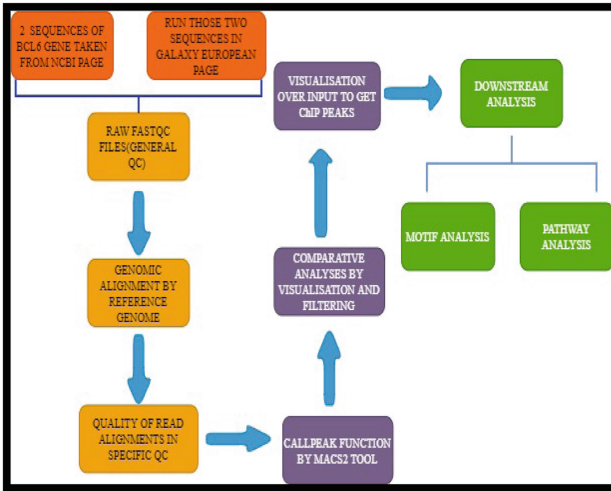 2 SEQUENCES OF
BCL6 GENE TAKEN
FROM NCBI PAGE
RUN THOSE TWO
SEQUENCES IN
GALAXY EUROPEAN
PAGE
RAW FASTQC
FILES(GENERAL
QC)
GENOMIC
ALIGNMENT BY
REFERENCE
GENOME
QUALITY OF READ
ALIGNMENTS IN
SPECIFIC QC
CALLPEAK FUNCTION
BY MACS2 TOOL
COMPARATIVE
ANALYSES BY
VISUALISATION AND
FILTERING
VISUALISATION
OVER INPUT TO GET
ChIP PEAKS
DOWNSTREAM
ANALYSIS
MOTIF ANALYSIS
PATHWAY
ANALYSIS